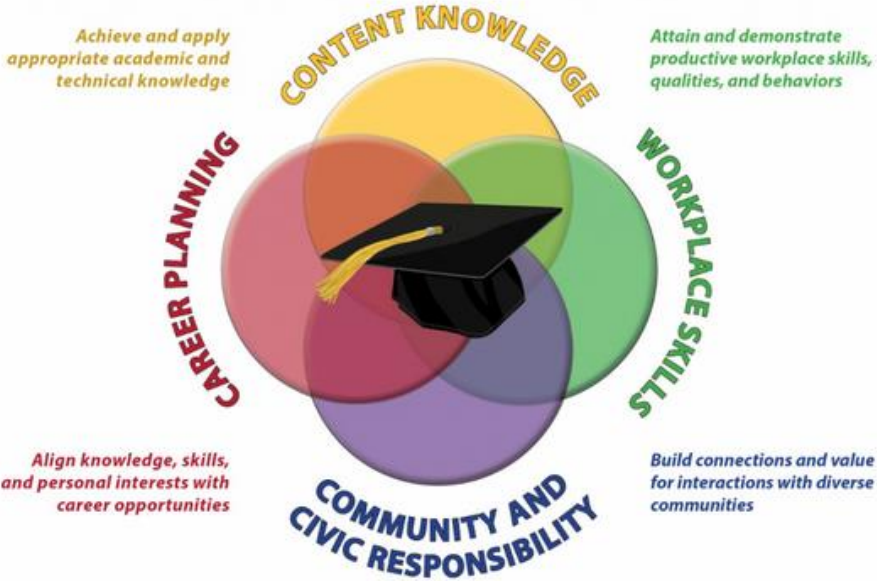 CONTENT KNOWLEDGE
Achieve and apply
appropriate academic and
technical knowledge
Attain and demonstrate
productive workplace skills,
qualities, and behaviors
CAREER PLANNING
WORKPLACE SKILLS
Align knowledge, skills,
and personal interests with
career opportunities
Build connections and value
for interactions with diverse
communities
COMMUNITY AND
CIVIC RESPONSIBILITY